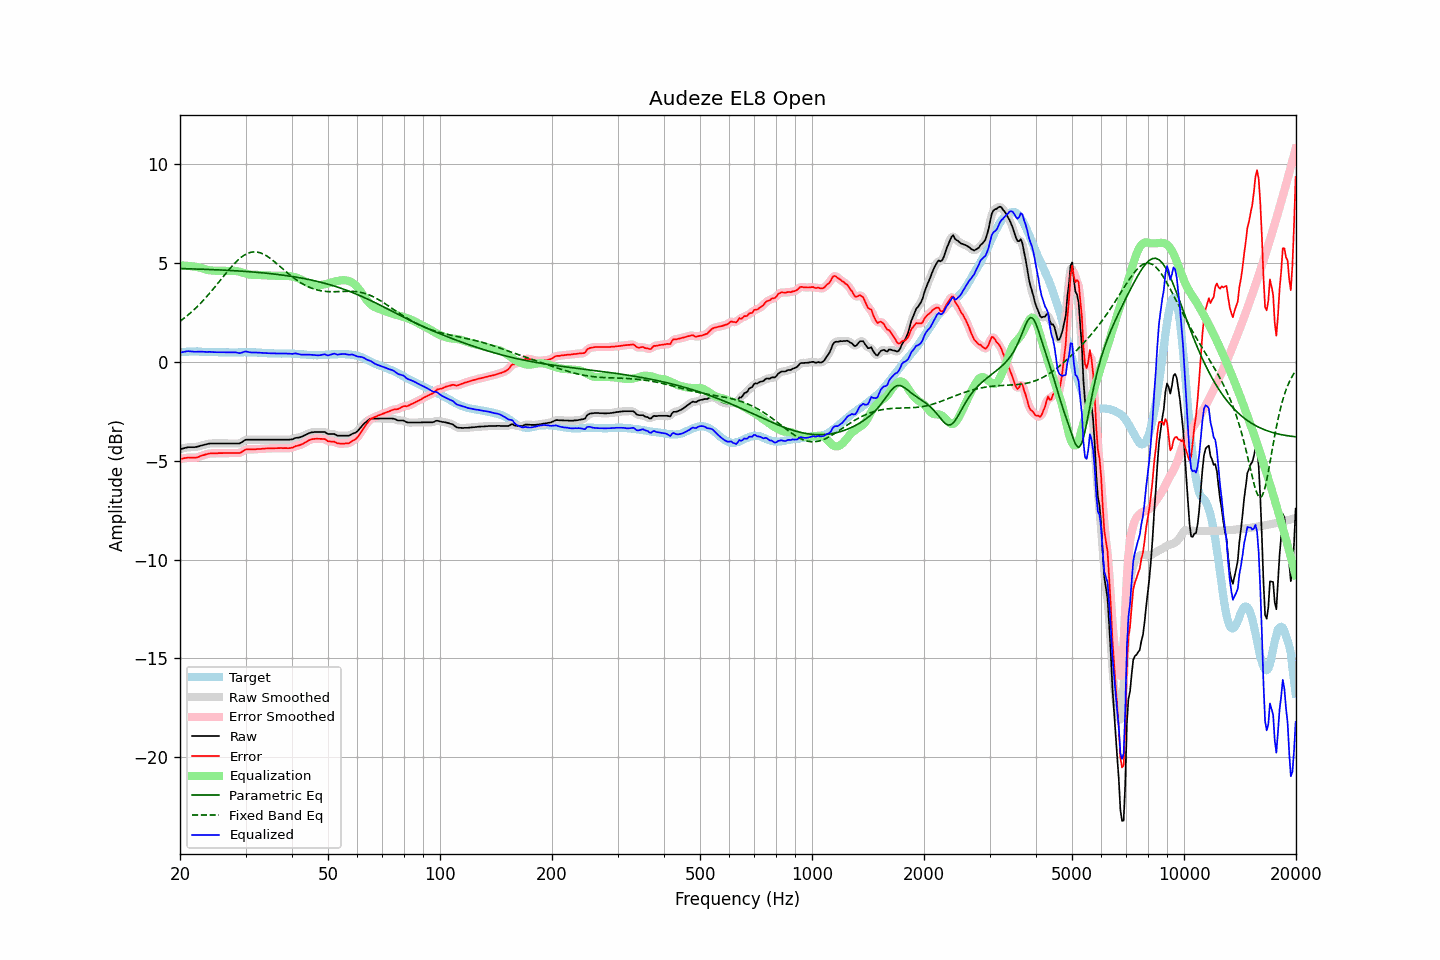 Audeze EL8 Open
Amplitude (dBr)
10
5
0
−5
−10
−15
−20
Target
Raw Smoothed
Error Smoothed
Raw
Error
Equalization
Parametric Eq
Fixed Band Eq
Equalized
20 50 100 200 500 1000 2000 5000 10000 20000
Frequency (Hz)